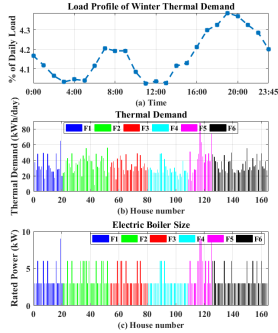 Load Profile of Winter Thermal Demand
% of Daily Load
4.3
4.2
4.1
0:00 4:00 8:00 12:00 16:00 20:00 23:45
(a) Time
Thermal Demand
Thermal Demand (kWh/day)
80
60
40
20
0
F1 F2 F3 F4 F5 F6
0 20 40 60 80 100 120 140 160
(b) House number
Electric Boiler Size
Rated Power (kW)
10
5
0
F1 F2 F3 F4 F5 F6
0 20 40 60 80 100 120 140 160
(c) House number